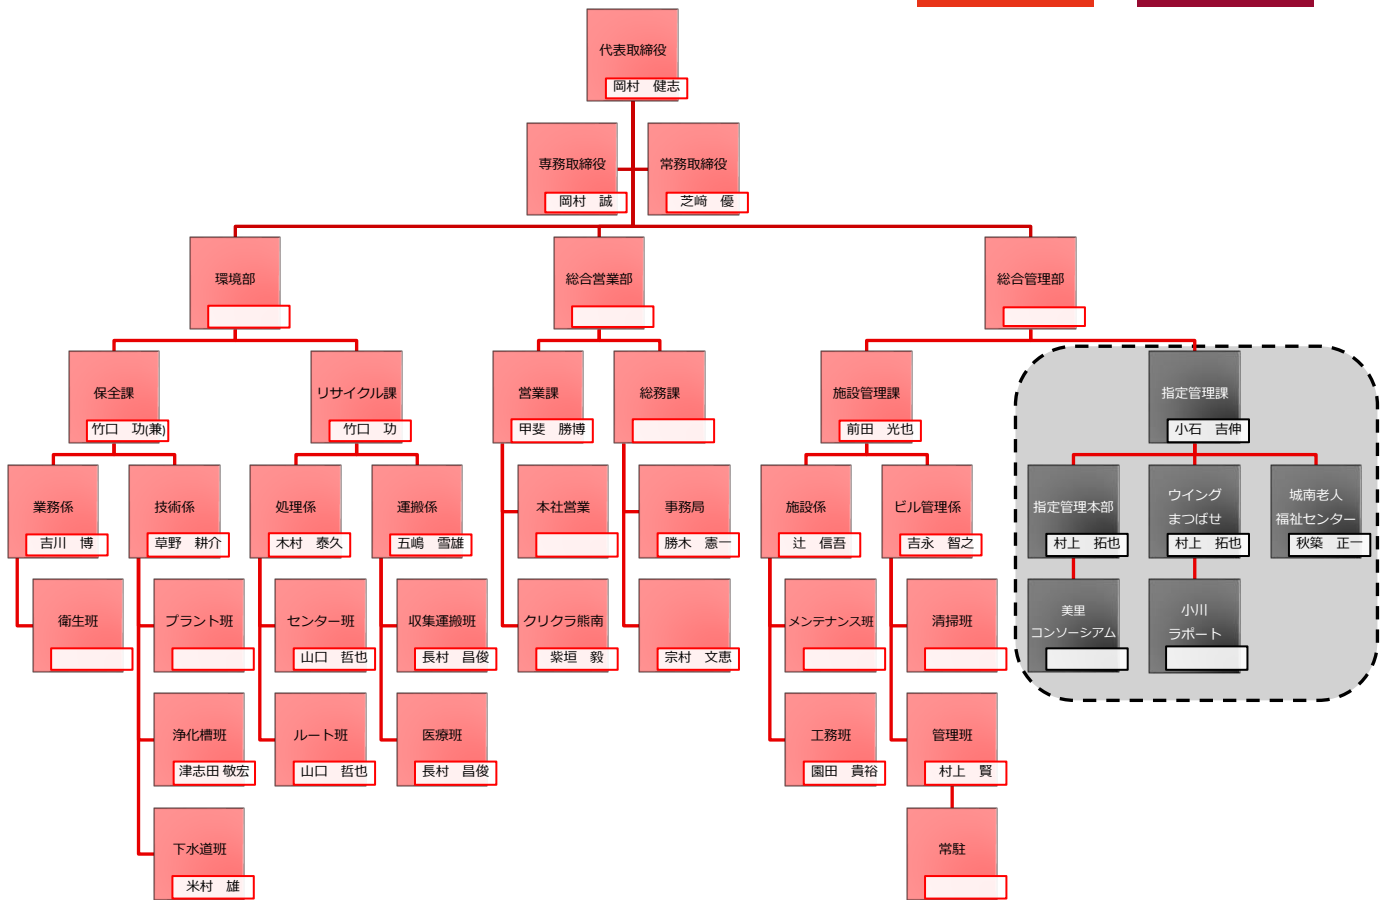 代表取締役
岡村　健志
専務取締役
岡村　誠
常務取締役
芝﨑　優
環境部
総合営業部
総合管理部
保全課
竹口　功(兼)
リサイクル課
竹口　功
営業課
甲斐　勝博
総務課
施設管理課
前田　光也
指定管理課
小石　吉伸
業務係
吉川　博
技術係
草野　耕介
処理係
木村　泰久
運搬係
五嶋　雪雄
本社営業
事務局
勝木　憲一
施設係
辻　信吾
ビル管理係
吉永　智之
指定管理本部
村上　拓也
ウイング
まつばせ
村上　拓也
城南老人
福祉センター
秋築　正一
衛生班
プラント班
センター班
山口　哲也
収集運搬班
長村　昌俊
クリクラ熊南
紫垣　毅
宗村　文恵
メンテナンス班
清掃班
美里
コンソーシアム
小川
ラポート
浄化槽班
津志田 敬宏
ルート班
山口　哲也
医療班
長村　昌俊
工務班
園田　貴裕
管理班
村上　賢
下水道班
米村　雄
常駐